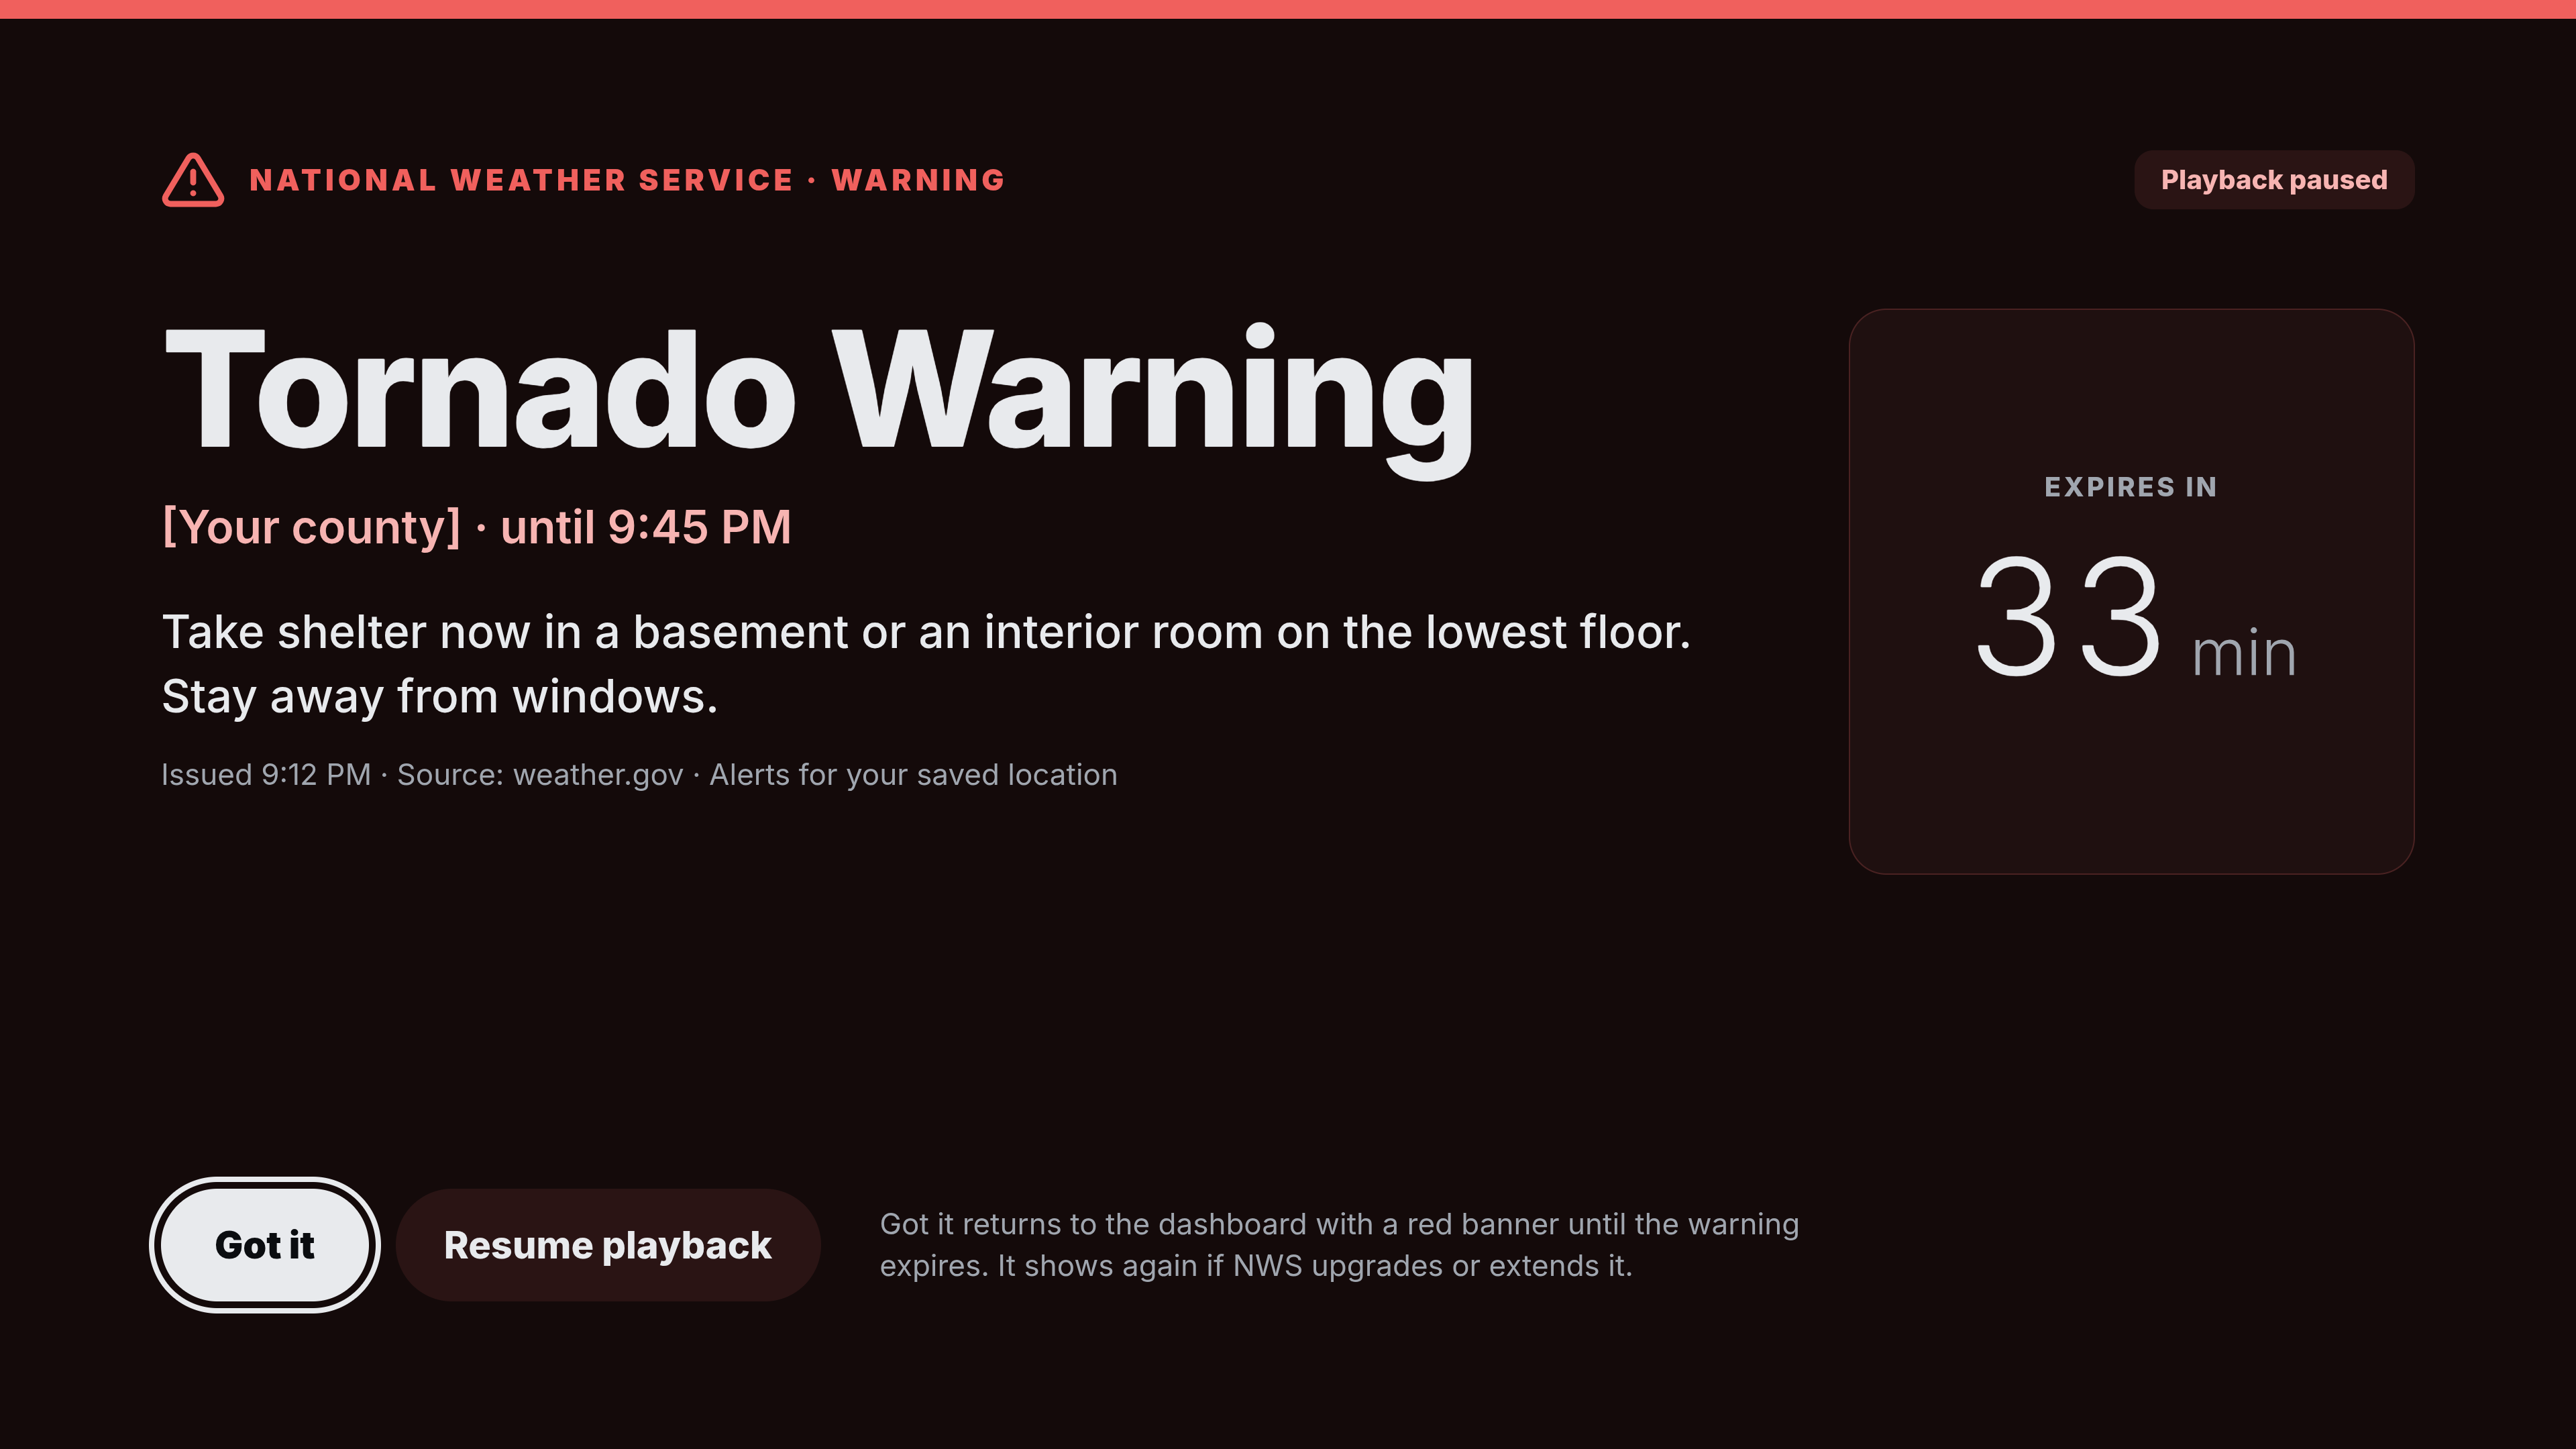 NATIONAL WEATHER SERVICE · WARNING
Playback paused
Tornado Warning
[Your county] · until 9:45 PM
Take shelter now in a basement or an interior room on the lowest floor.
Stay away from windows.
Issued 9:12 PM · Source: weather.gov · Alerts for your saved location
EXPIRES IN
33 min
Got it
Resume playback
Got it returns to the dashboard with a red banner until the warning
expires. It shows again if NWS upgrades or extends it.